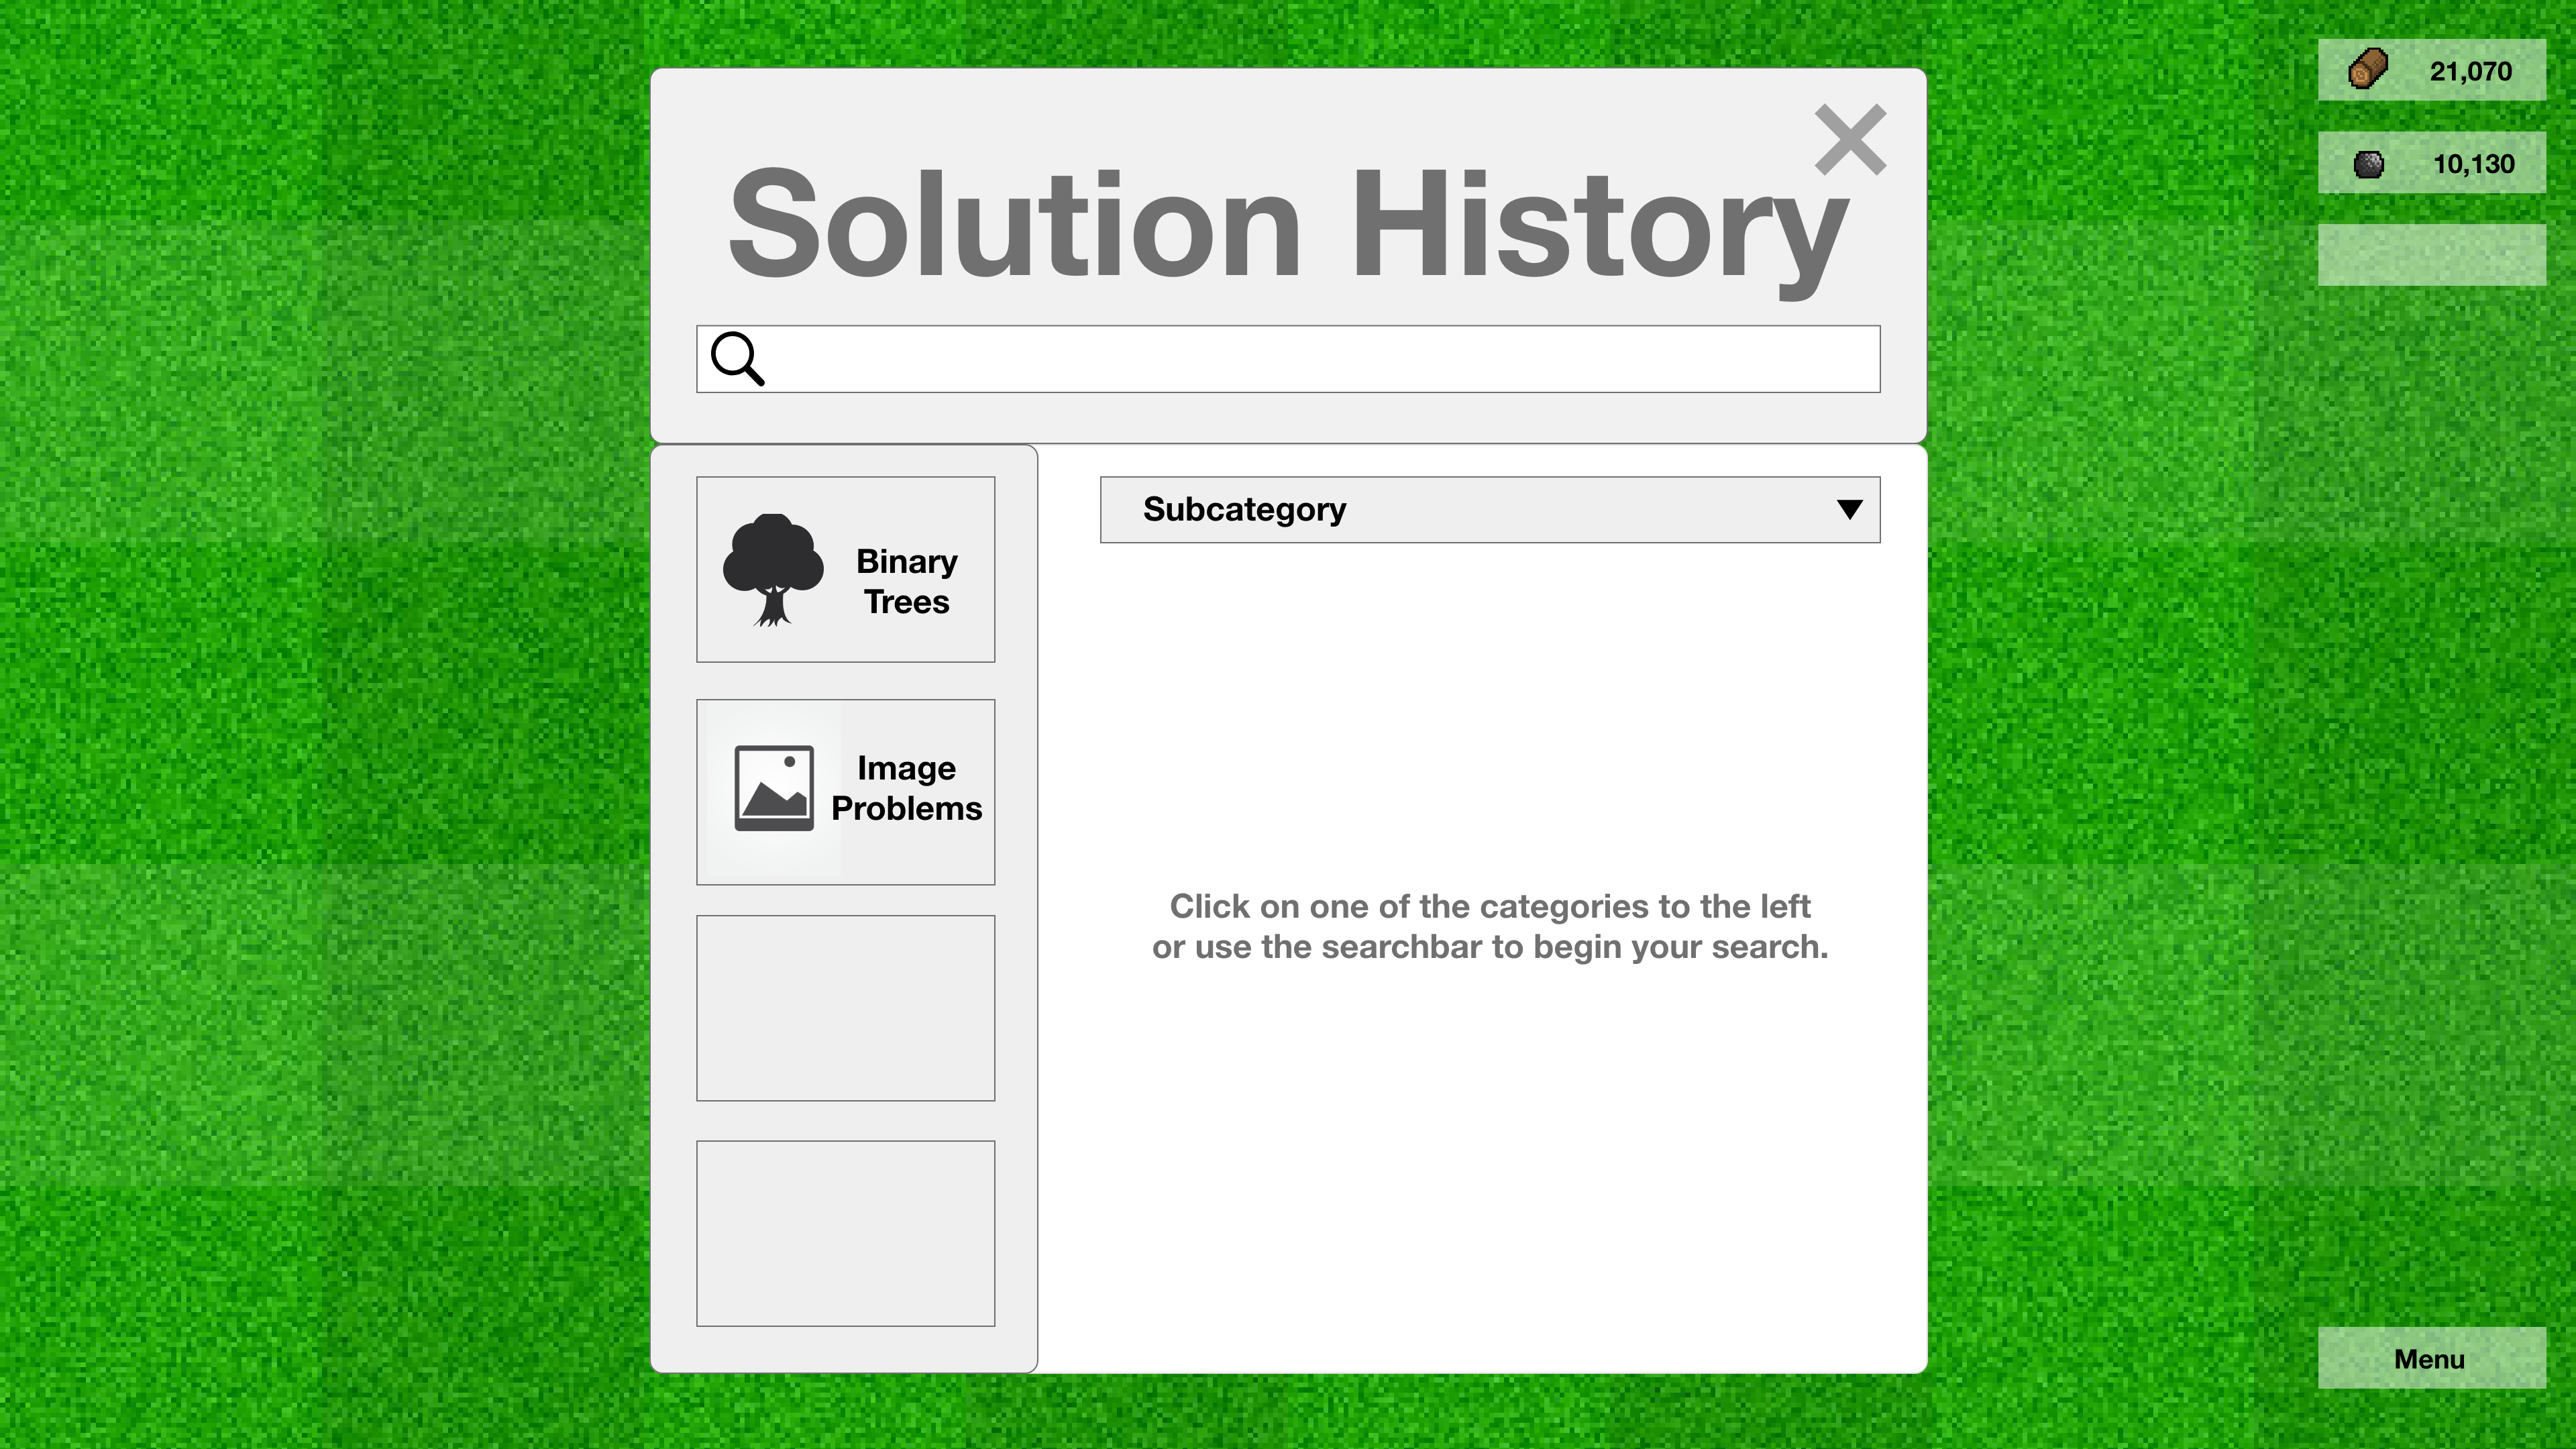 21,070
10,130
Solution History
Subcategory
Binary
Trees
Image
Problems
Click on one of the categories to the left
or use the searchbar to begin your search.
Menu